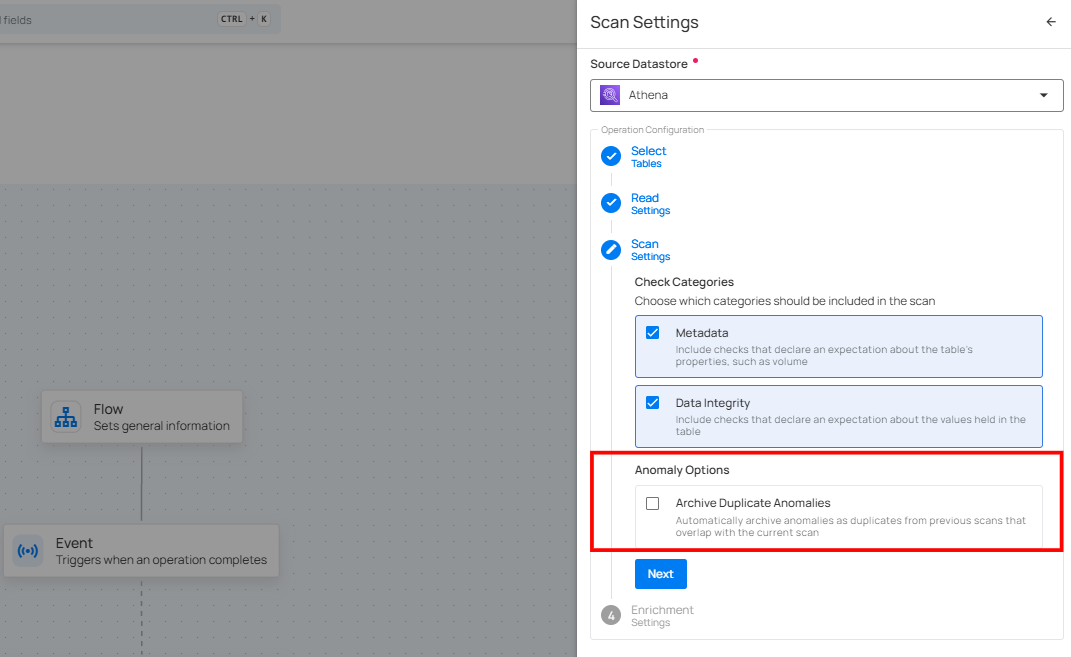 fields
CTRL + K
Scan Settings
Source Datastore
Athena
Operation Configuration
Select
Tables
Read
Settings
Scan
Settings
Check Categories
Choose which categories should be included in the scan
Metadata
Include checks that declare an expectation about the table's
properties, such as volume
Data Integrity
Include checks that declare an expectation about the values held in the
table
Anomaly Options
Archive Duplicate Anomalies
Automatically archive anomalies as duplicates from previous scans that
overlap with the current scan
Next
4
Enrichment
Settings
Flow
Sets general information
Event
Triggers when an operation completes